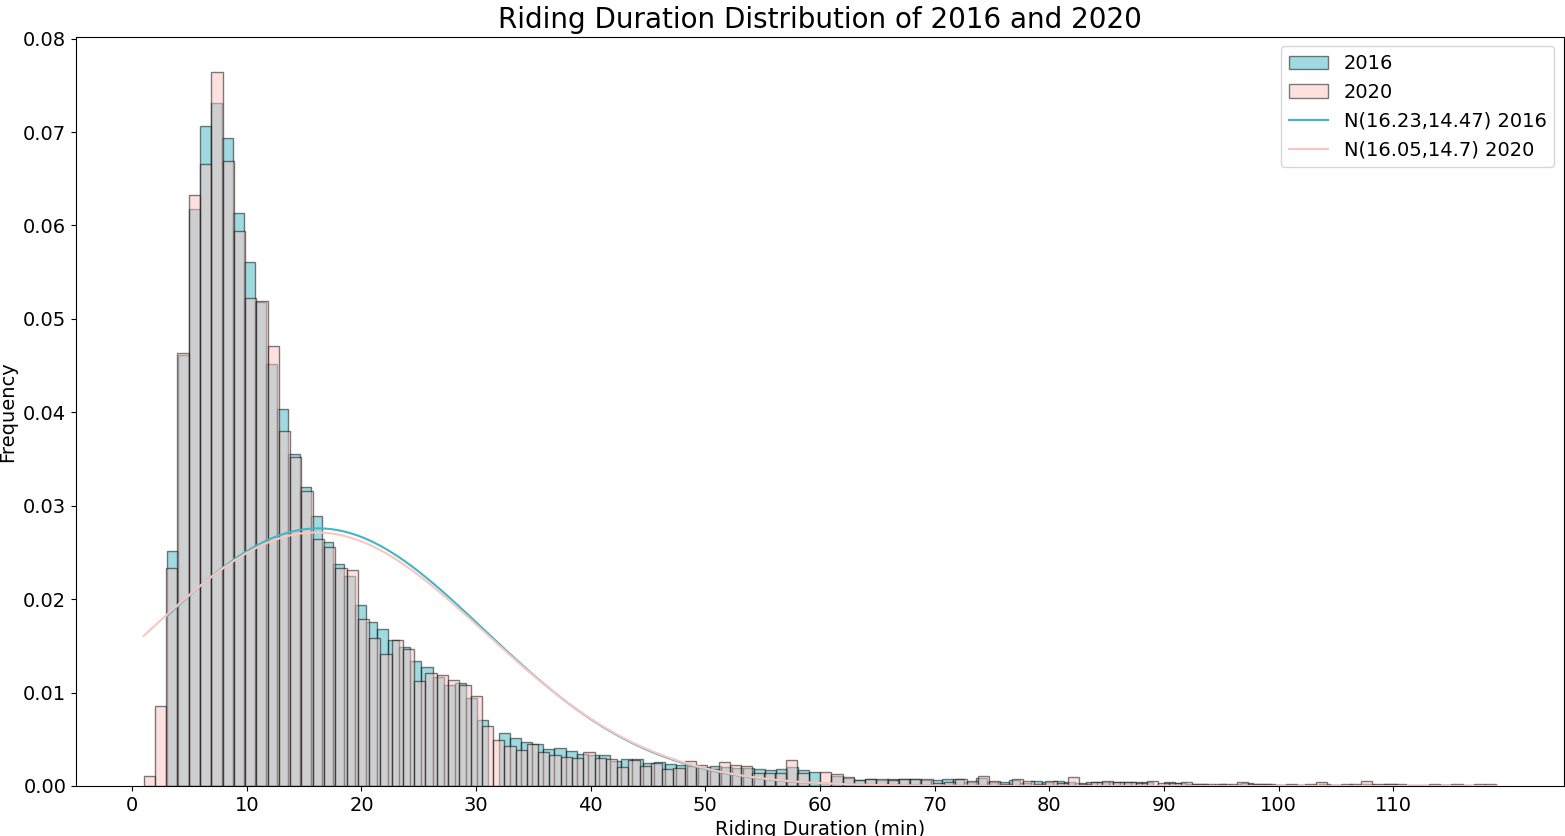 Riding Duration Distribution of 2016 and 2020
0.08
0.07
0.06
0.05
0.04
0.03
0.02
0.01
0.00
Frequency
2016
2020
N(16.23,14.47) 2016
N(16.05,14.7) 2020
0 10 20 30 40 50 60 70 80 90 100 110
Riding Duration (min)